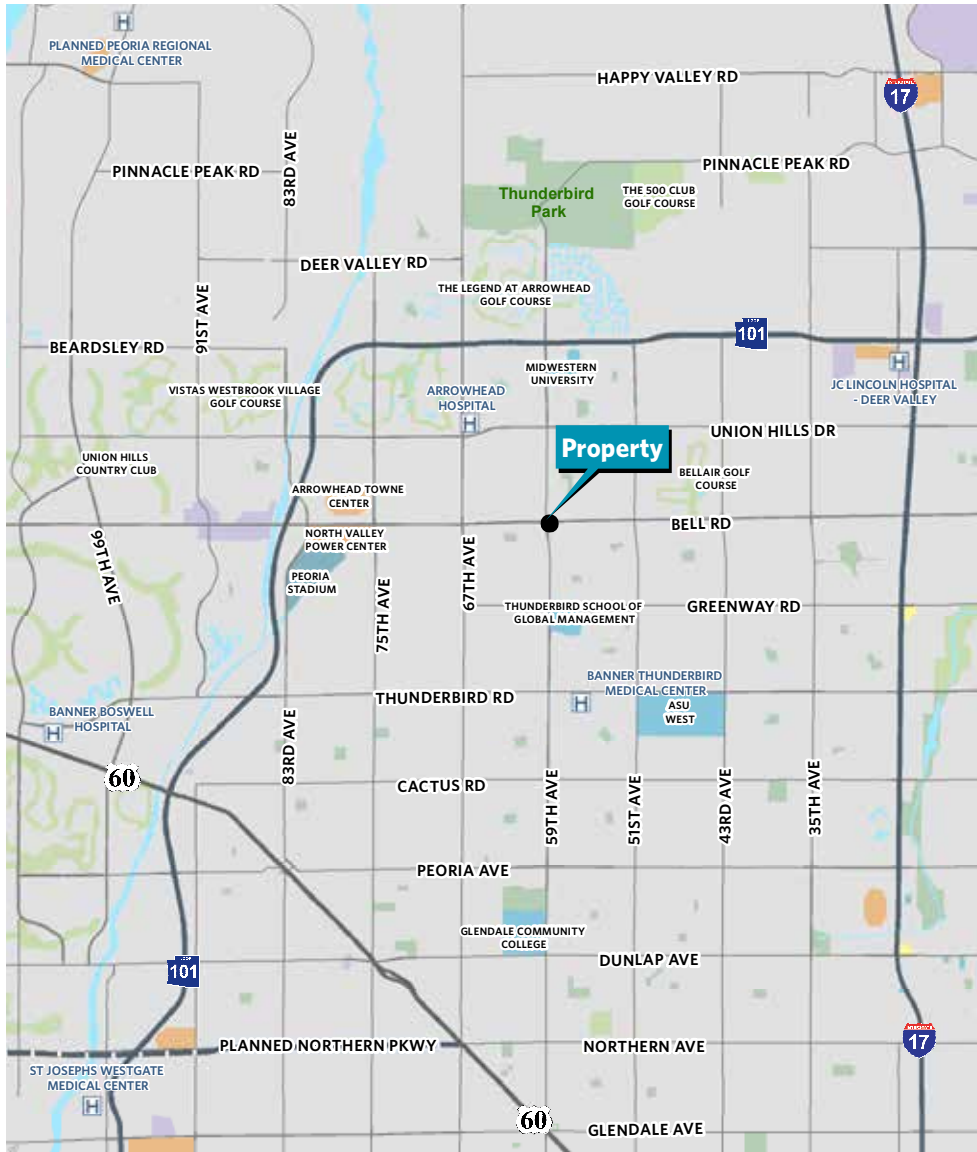 PLANNED PEORIA REGIONAL
MEDICAL CENTER
HAPPY VALLEY RD
17
PINNACLE PEAK RD
83RD AVE
PINNACLE PEAK RD
Thunderbird
Park
THE 500 CLUB
GOLF COURSE
DEER VALLEY RD
THE LEGEND AT ARROWHEAD
GOLF COURSE
91ST AVE
101
BEARDSLEY RD
MIDWESTERN
UNIVERSITY
JC LINCOLN HOSPITAL
- DEER VALLEY
VISTAS WESTBROOK VILLAGE
GOLF COURSE
ARROWHEAD
HOSPITAL
UNION HILLS DR
Property
UNION HILLS
COUNTRY CLUB
BELLAIR GOLF
COURSE
ARROWHEAD TOWNE
CENTER
BELL RD
NORTH VALLEY
POWER CENTER
99TH AVE
PEORIA
STADIUM
75TH AVE
67TH AVE
THUNDERBIRD SCHOOL OF
GLOBAL MANAGEMENT
GREENWAY RD
BANNER THUNDERBIRD
MEDICAL CENTER
THUNDERBIRD RD
ASU
WEST
BANNER BOSWELL
HOSPITAL
83RD AVE
60
CACTUS RD
59TH AVE
51ST AVE
43RD AVE
35TH AVE
PEORIA AVE
GLENDALE COMMUNITY
COLLEGE
DUNLAP AVE
101
PLANNED NORTHERN PKWY
NORTHERN AVE
17
ST JOSEPHS WESTGATE
MEDICAL CENTER
60
GLENDALE AVE
H
H
H
H
H
H